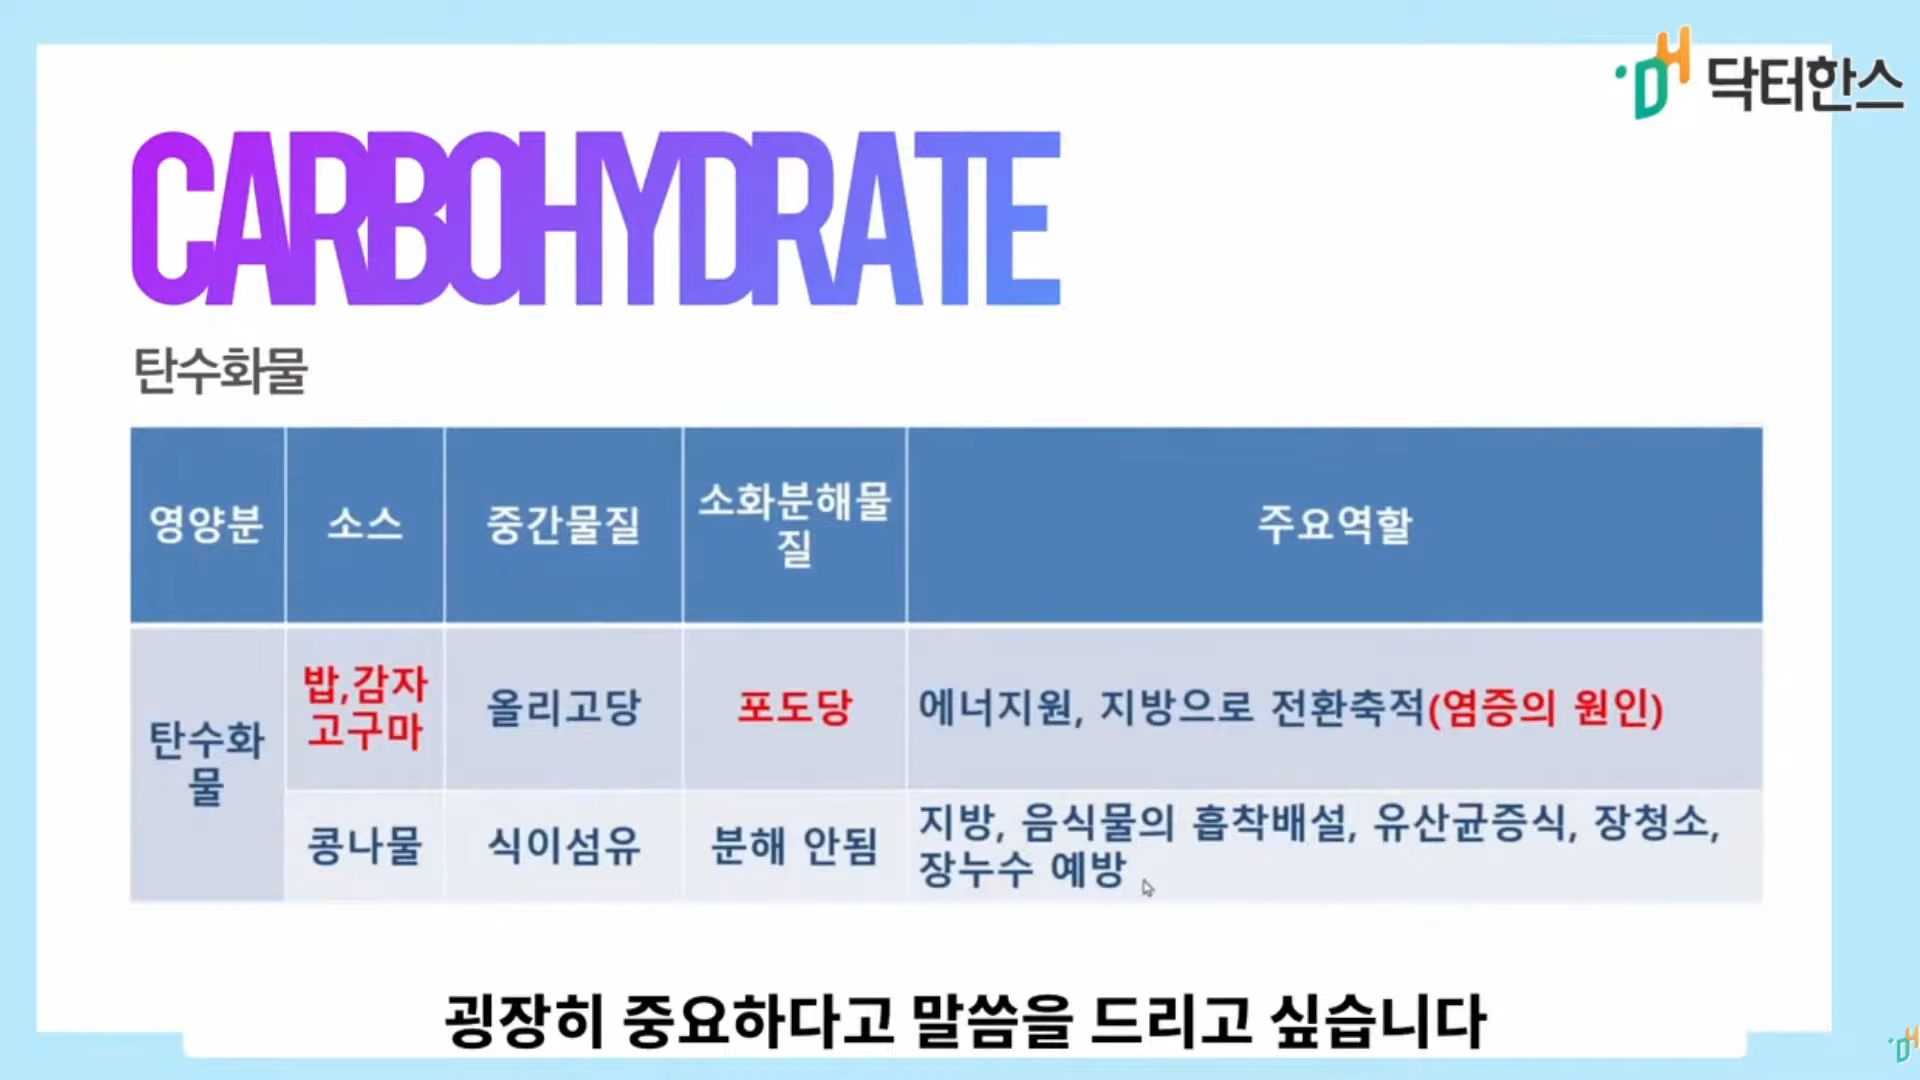 닥터한스
CARBOHYDRATE
탄수화물
영양분
소스
중간물질
소화분해물
질
주요역할
탄수화
물
밥,감자
고구마
올리고당
포도당
에너지원, 지방으로 전환축적(염증의 원인)
콩나물
식이섬유
분해 안됨
지방, 음식물의 흡착배설, 유산균증식, 장청소,
장누수 예방
굉장히 중요하다고 말씀을 드리고 싶습니다